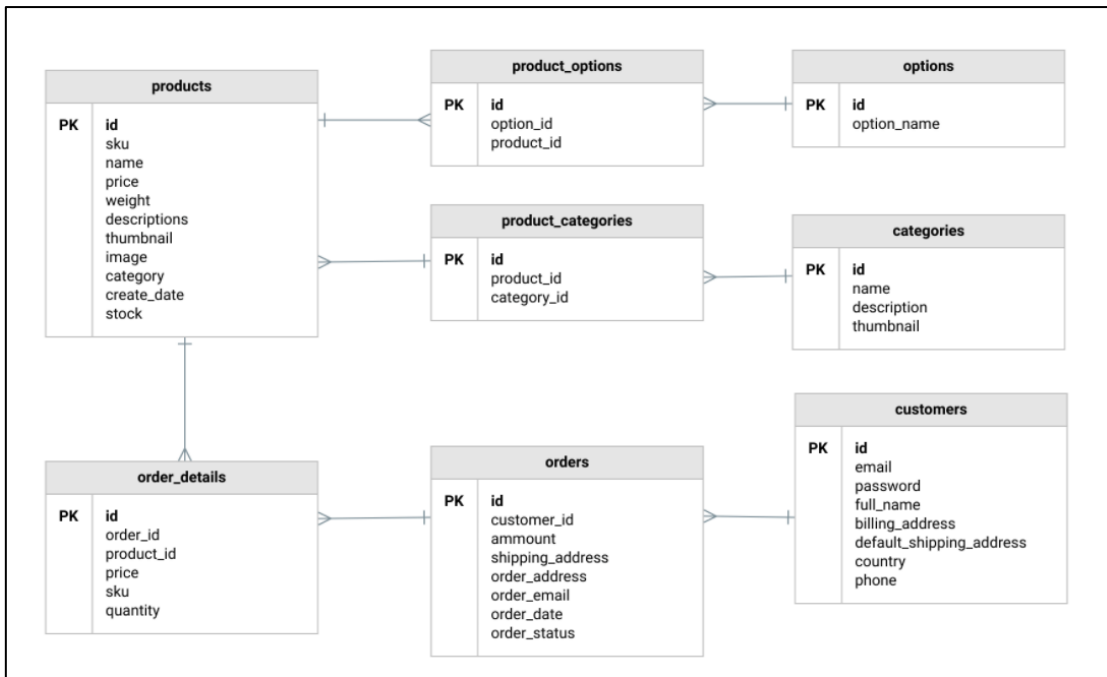 products
PK id
sku
name
price
weight
descriptions
thumbnail
image
category
create_date
stock
product_options
PK id
option_id
product_id
options
PK id
option_name
product_categories
PK id
product_id
category_id
categories
PK id
name
description
thumbnail
order_details
PK id
order_id
product_id
price
sku
quantity
orders
PK id
customer_id
ammount
shipping_address
order_address
order_email
order_date
order_status
customers
PK id
email
password
full_name
billing_address
default_shipping_address
country
phone